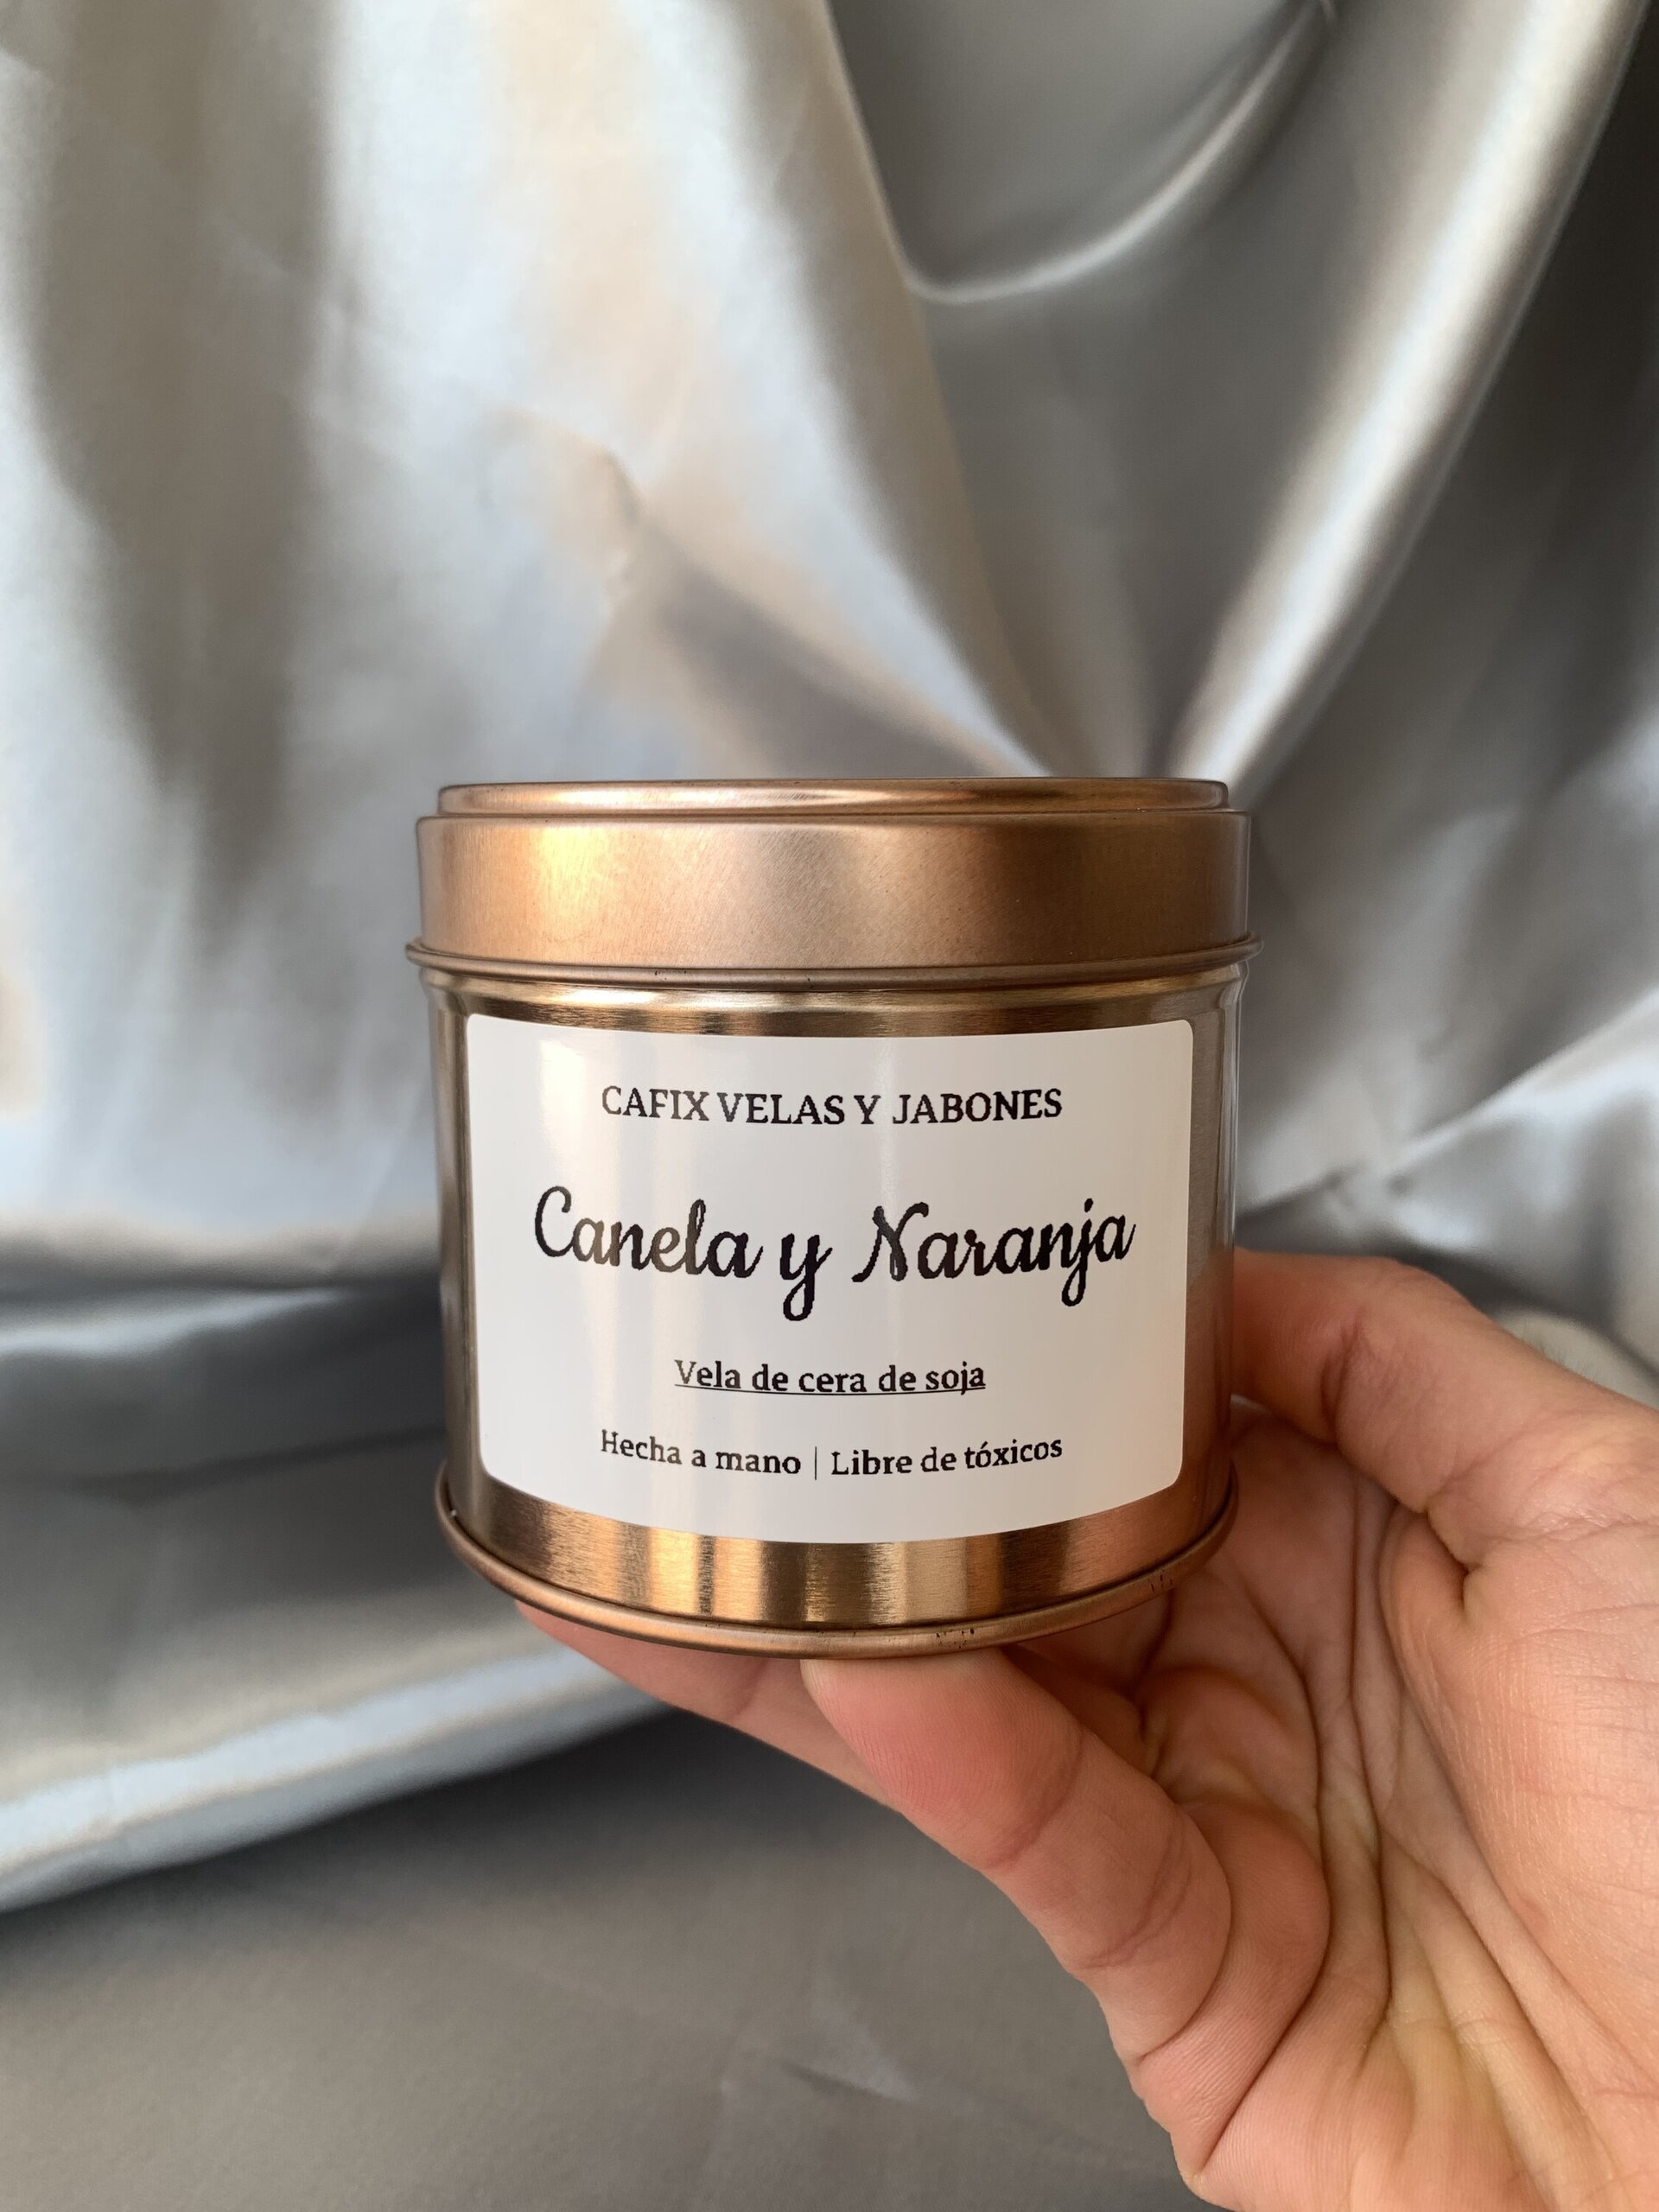 CAFIX VELAS Y JABONES
Canela y Naranja
Vela de cera de soja
Hecha a mano | Libre de tóxicos